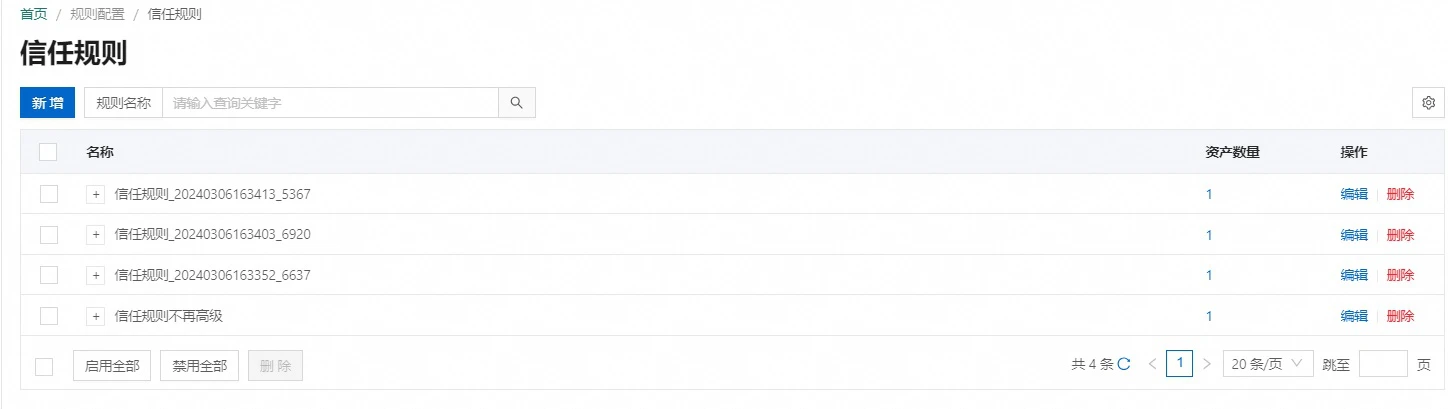 首页 / 规则配置 / 信任规则
信任规则
新 增 规则名称 请输入查询关键字
名称 资产数量 操作
+ 信任规则_20240306163413_5367 1 编辑 删除
+ 信任规则_20240306163403_6920 1 编辑 删除
+ 信任规则_20240306163352_6637 1 编辑 删除
+ 信任规则不再高级 1 编辑 删除
启用全部 禁用全部 删 除 共 4 条 < 1 > 20 条/页 跳至 页